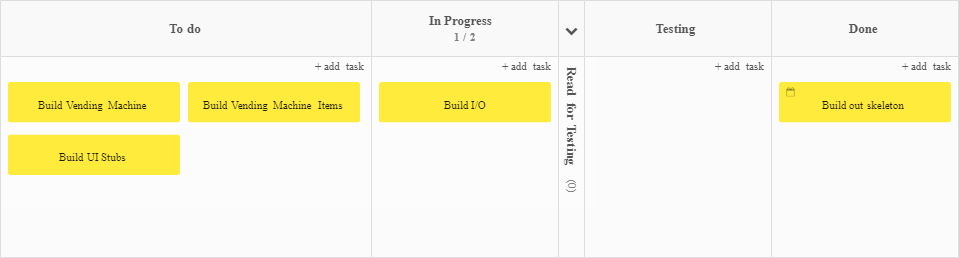 To do
In Progress
1 / 2
Testing
Done
+ add task
+ add task
Read for Testing (0)
+ add task
+ add task
Build Vending Machine
Build Vending Machine Items
Build I/O
Build out skeleton
Build UI Stubs